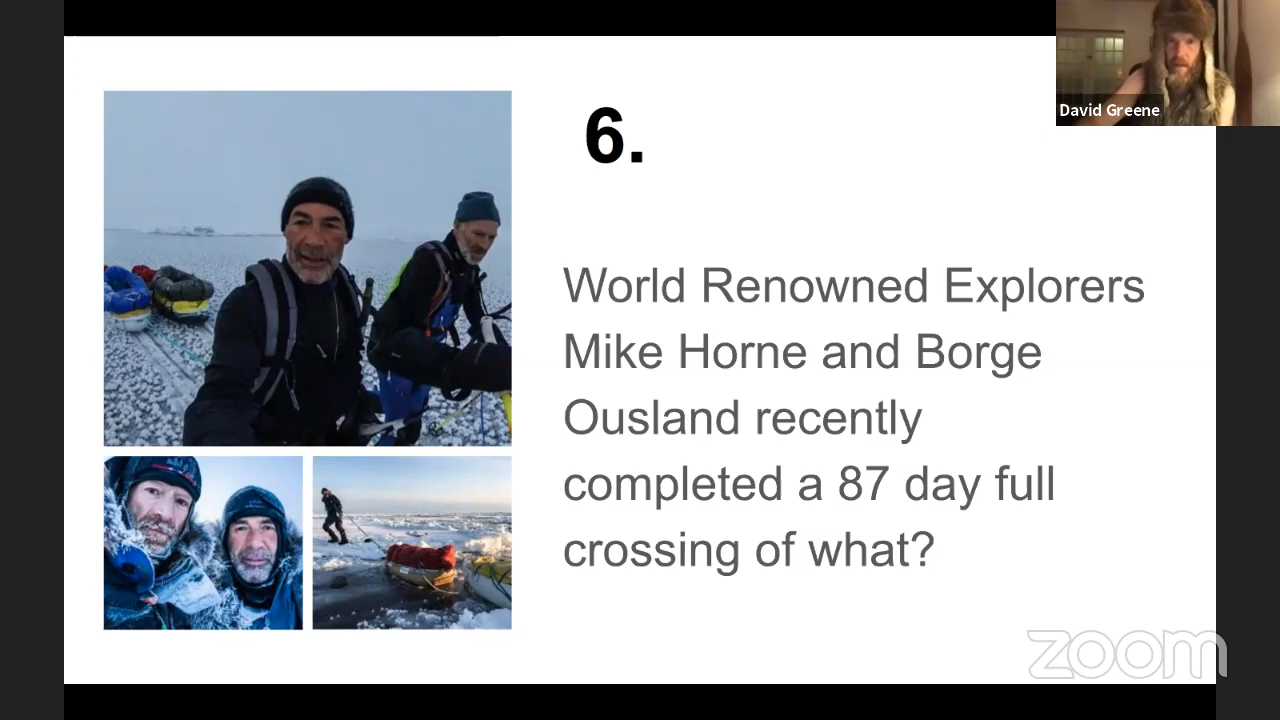 David Greene
6.
World Renowned Explorers
Mike Horne and Borge
Ousland recently
completed a 87 day full
crossing of what?
zoom